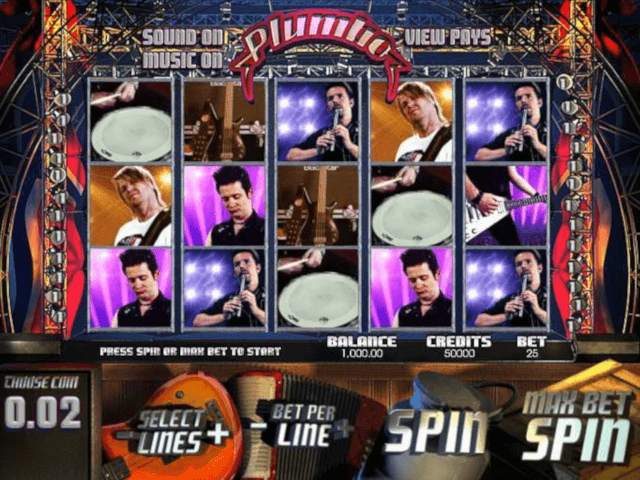 SOUND ON
MUSIC ON
Plumbo
VIEW PAYS
PRESS SPIN OR MAX BET TO START
BALANCE
1,000.00
CREDITS
50000
BET
25
CHOOSE COIN
0.02
SELECT
LINES +
- BET PER
LINE +
SPIN
MAX BET
SPIN